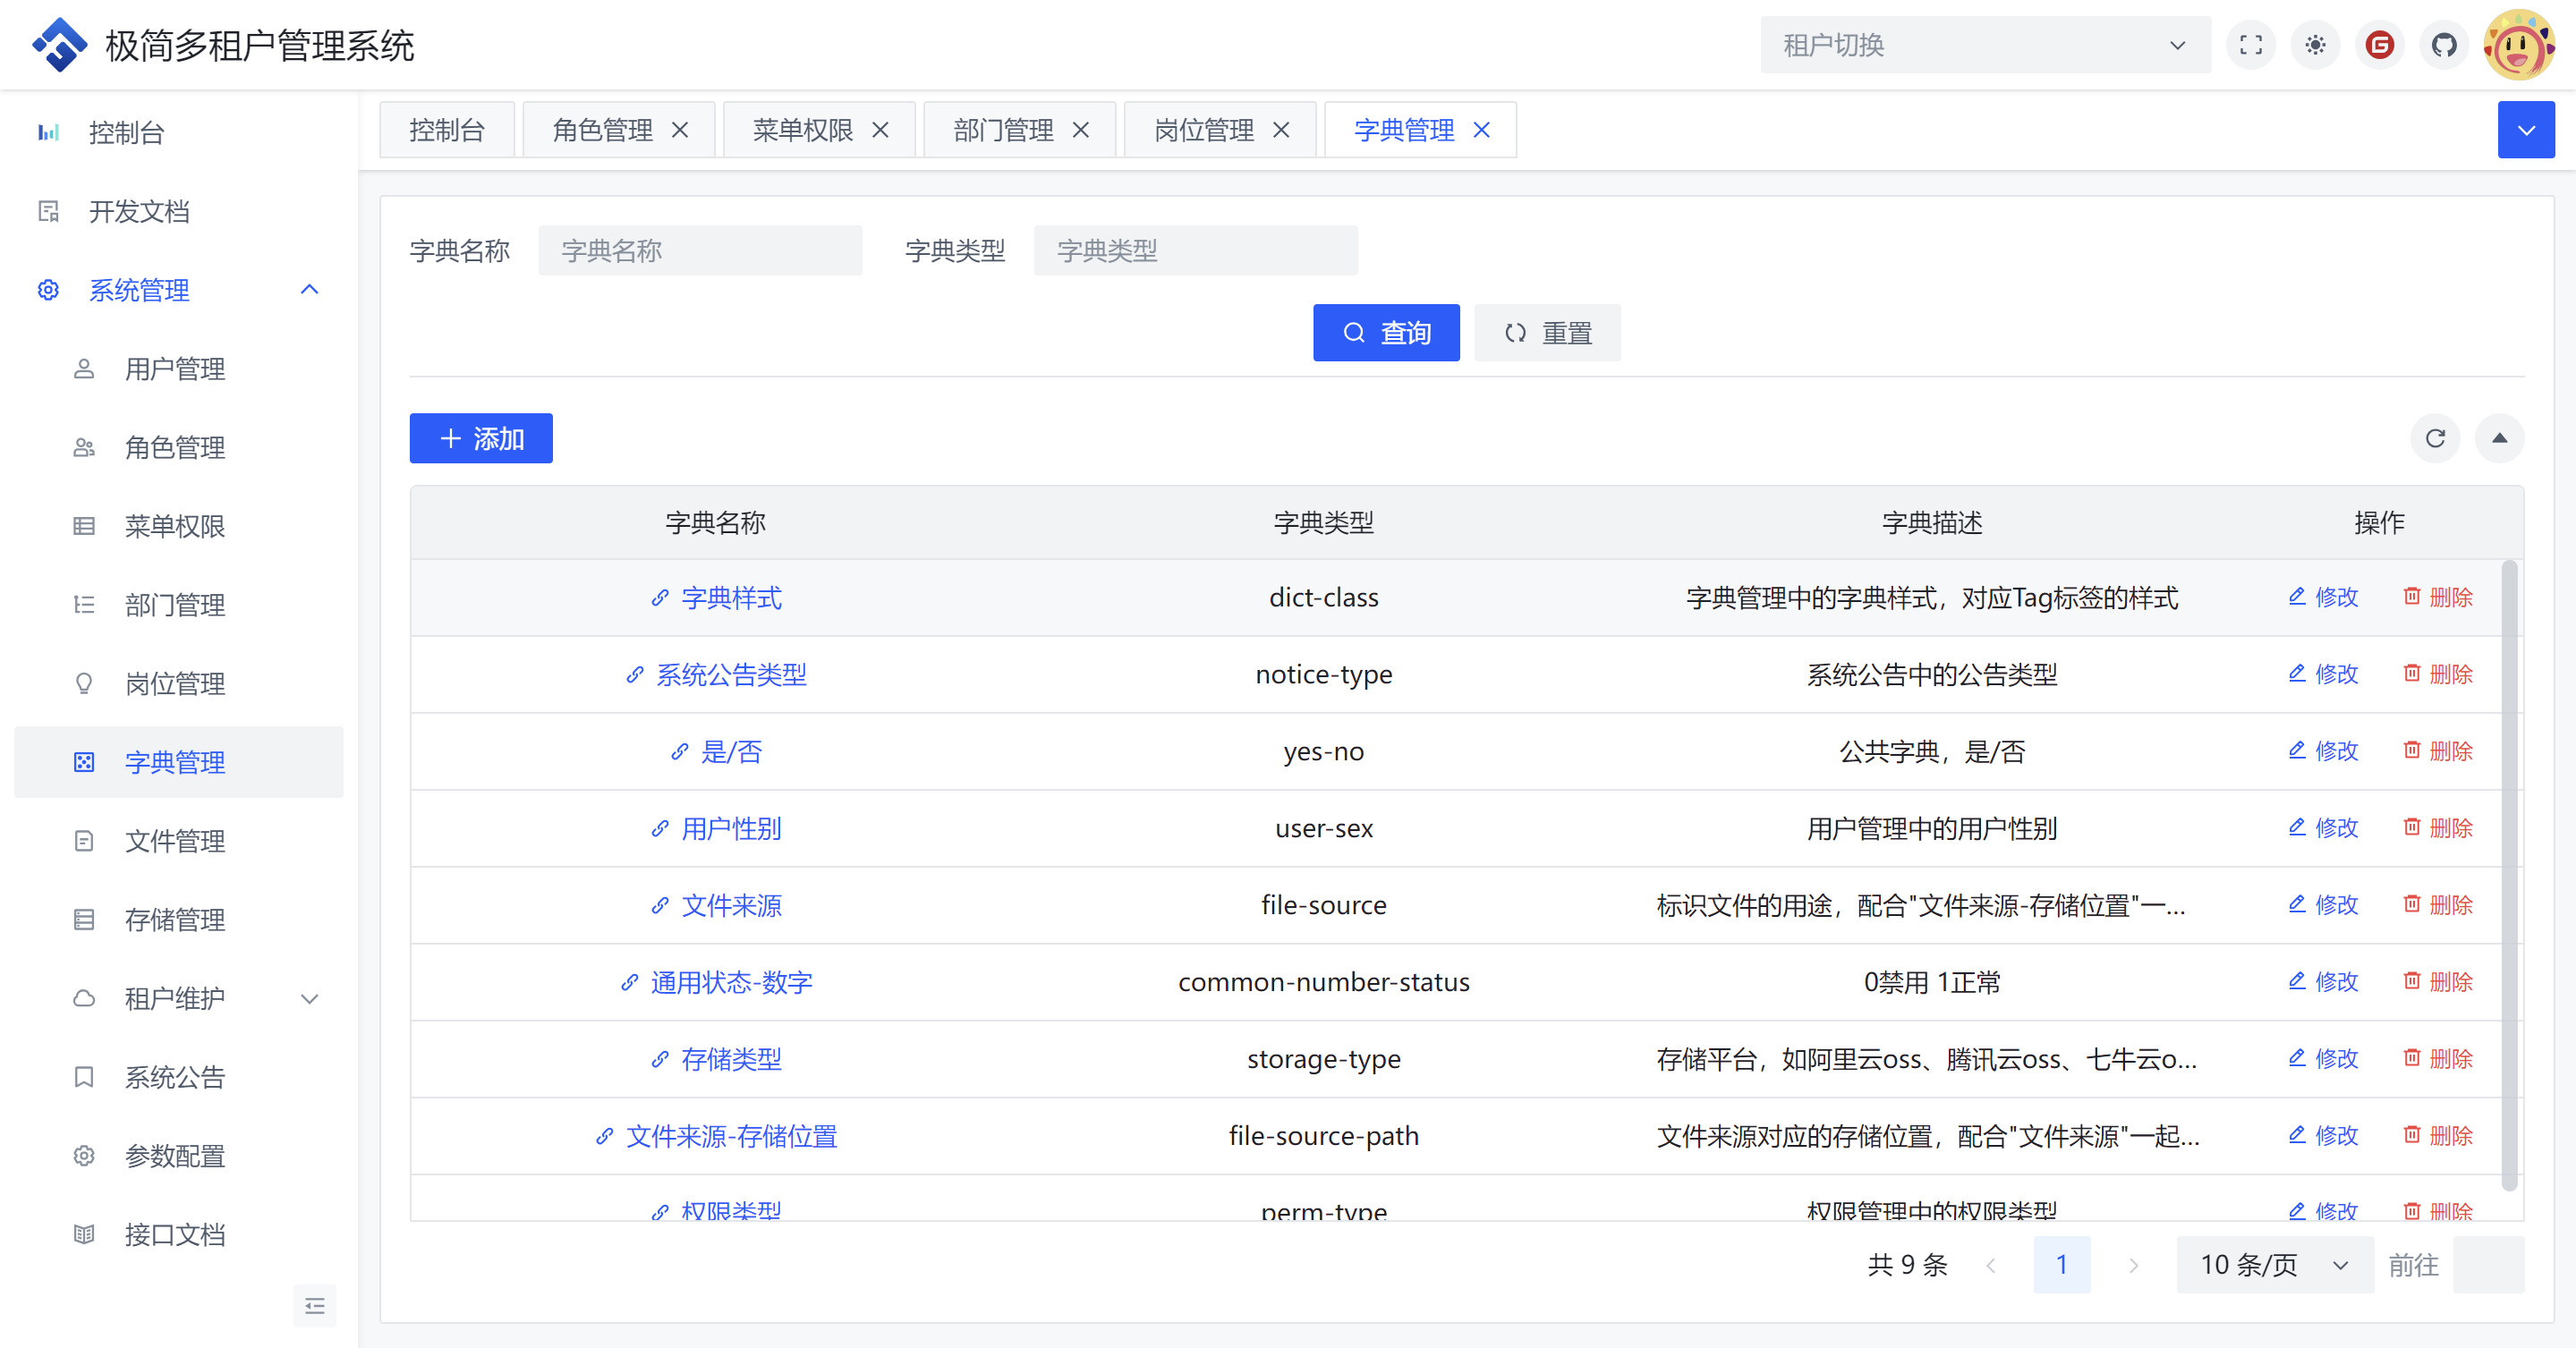 极简多租户管理系统
租户切换
控制台
开发文档
系统管理
用户管理
角色管理
菜单权限
部门管理
岗位管理
字典管理
文件管理
存储管理
租户维护
系统公告
参数配置
接口文档
控制台 角色管理 菜单权限 部门管理 岗位管理 字典管理
字典名称 字典名称 字典类型 字典类型
查询 重置
添加
字典名称 字典类型 字典描述 操作
字典样式 dict-class 字典管理中的字典样式，对应Tag标签的样式 修改 删除
系统公告类型 notice-type 系统公告中的公告类型 修改 删除
是/否 yes-no 公共字典，是/否 修改 删除
用户性别 user-sex 用户管理中的用户性别 修改 删除
文件来源 file-source 标识文件的用途，配合"文件来源-存储位置"一... 修改 删除
通用状态-数字 common-number-status 0禁用 1正常 修改 删除
存储类型 storage-type 存储平台，如阿里云oss、腾讯云oss、七牛云o... 修改 删除
文件来源-存储位置 file-source-path 文件来源对应的存储位置，配合"文件来源"一起... 修改 删除
权限类型 perm-type 权限管理中的权限类型 修改 删除
共 9 条 1 10 条/页 前往